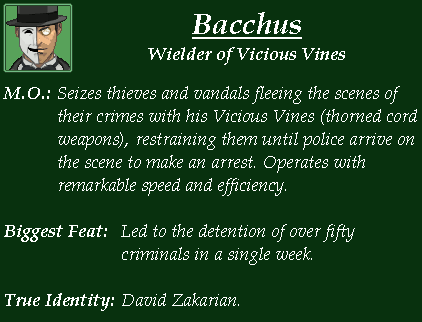 Bacchus
Wielder of Vicious Vines
M.O.: Seizes thieves and vandals fleeing the scenes of
their crimes with his Vicious Vines (thorned cord
weapons), restraining them until police arrive on
the scene to make an arrest. Operates with
remarkable speed and efficiency.
Biggest Feat: Led to the detention of over fifty
criminals in a single week.
True Identity: David Zakarian.